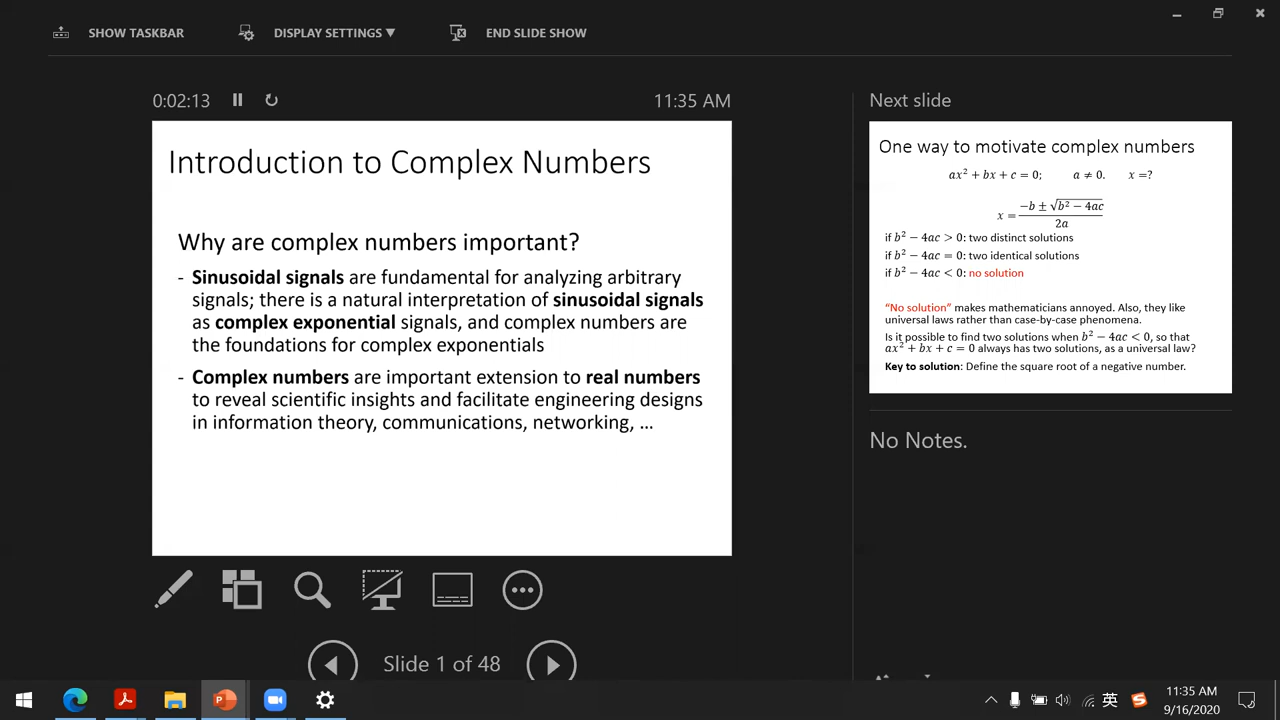 SHOW TASKBAR
DISPLAY SETTINGS ▼
END SLIDE SHOW
0:02:13
11:35 AM
Introduction to Complex Numbers
Why are complex numbers important?
- Sinusoidal signals are fundamental for analyzing arbitrary
signals; there is a natural interpretation of sinusoidal signals
as complex exponential signals, and complex numbers are
the foundations for complex exponentials
- Complex numbers are important extension to real numbers
to reveal scientific insights and facilitate engineering designs
in information theory, communications, networking, ...
Slide 1 of 48
Next slide
One way to motivate complex numbers
ax² + bx + c = 0; a ≠ 0. x =?
x = (−b ± √(b² − 4ac)) / 2a
if b² − 4ac > 0: two distinct solutions
if b² − 4ac = 0: two identical solutions
if b² − 4ac < 0: no solution
“No solution” makes mathematicians annoyed. Also, they like
universal laws rather than case-by-case phenomena.
Is it possible to find two solutions when b² − 4ac < 0, so that
ax² + bx + c = 0 always has two solutions, as a universal law?
Key to solution: Define the square root of a negative number.
No Notes.
英
11:35 AM
9/16/2020